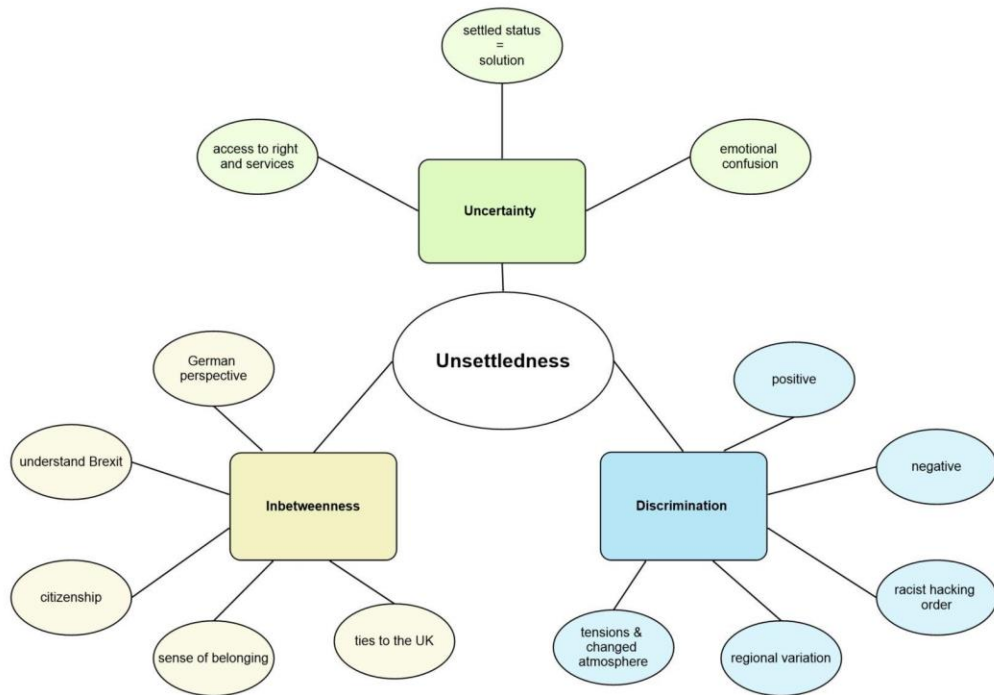 settled status
=
solution
access to right
and services
emotional
confusion
Uncertainty
Unsettledness
German
perspective
positive
understand Brexit
negative
Inbetweenness
Discrimination
citizenship
racist hacking
order
sense of belonging
ties to the UK
tensions &
changed
atmosphere
regional variation